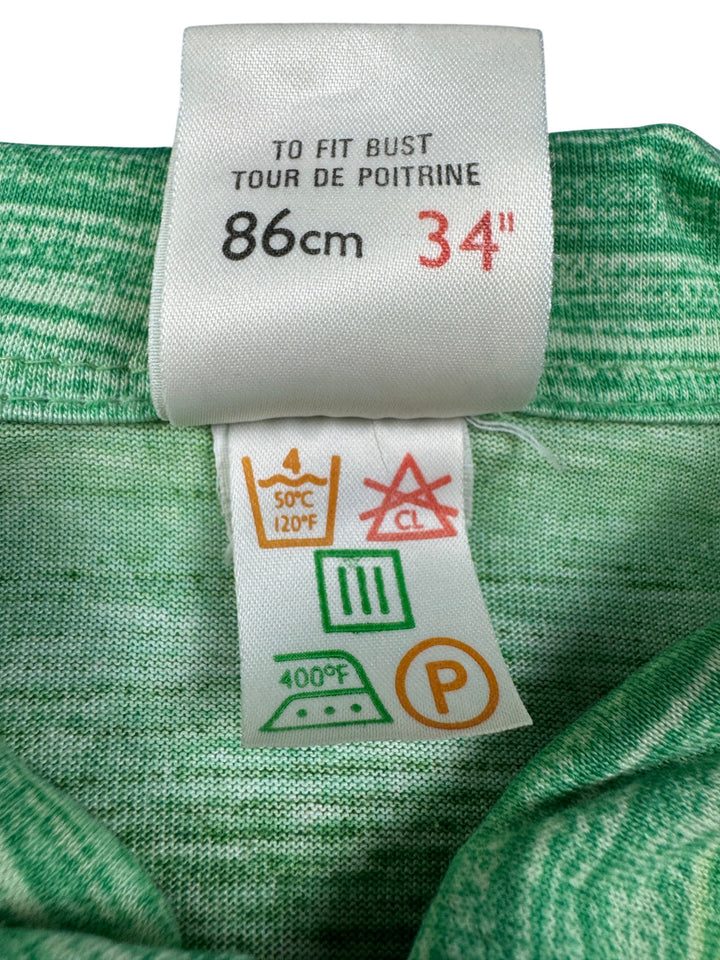 TO FIT BUST
TOUR DE POITRINE
86cm 34"
4
50°C
120°F
CL
400°F
P